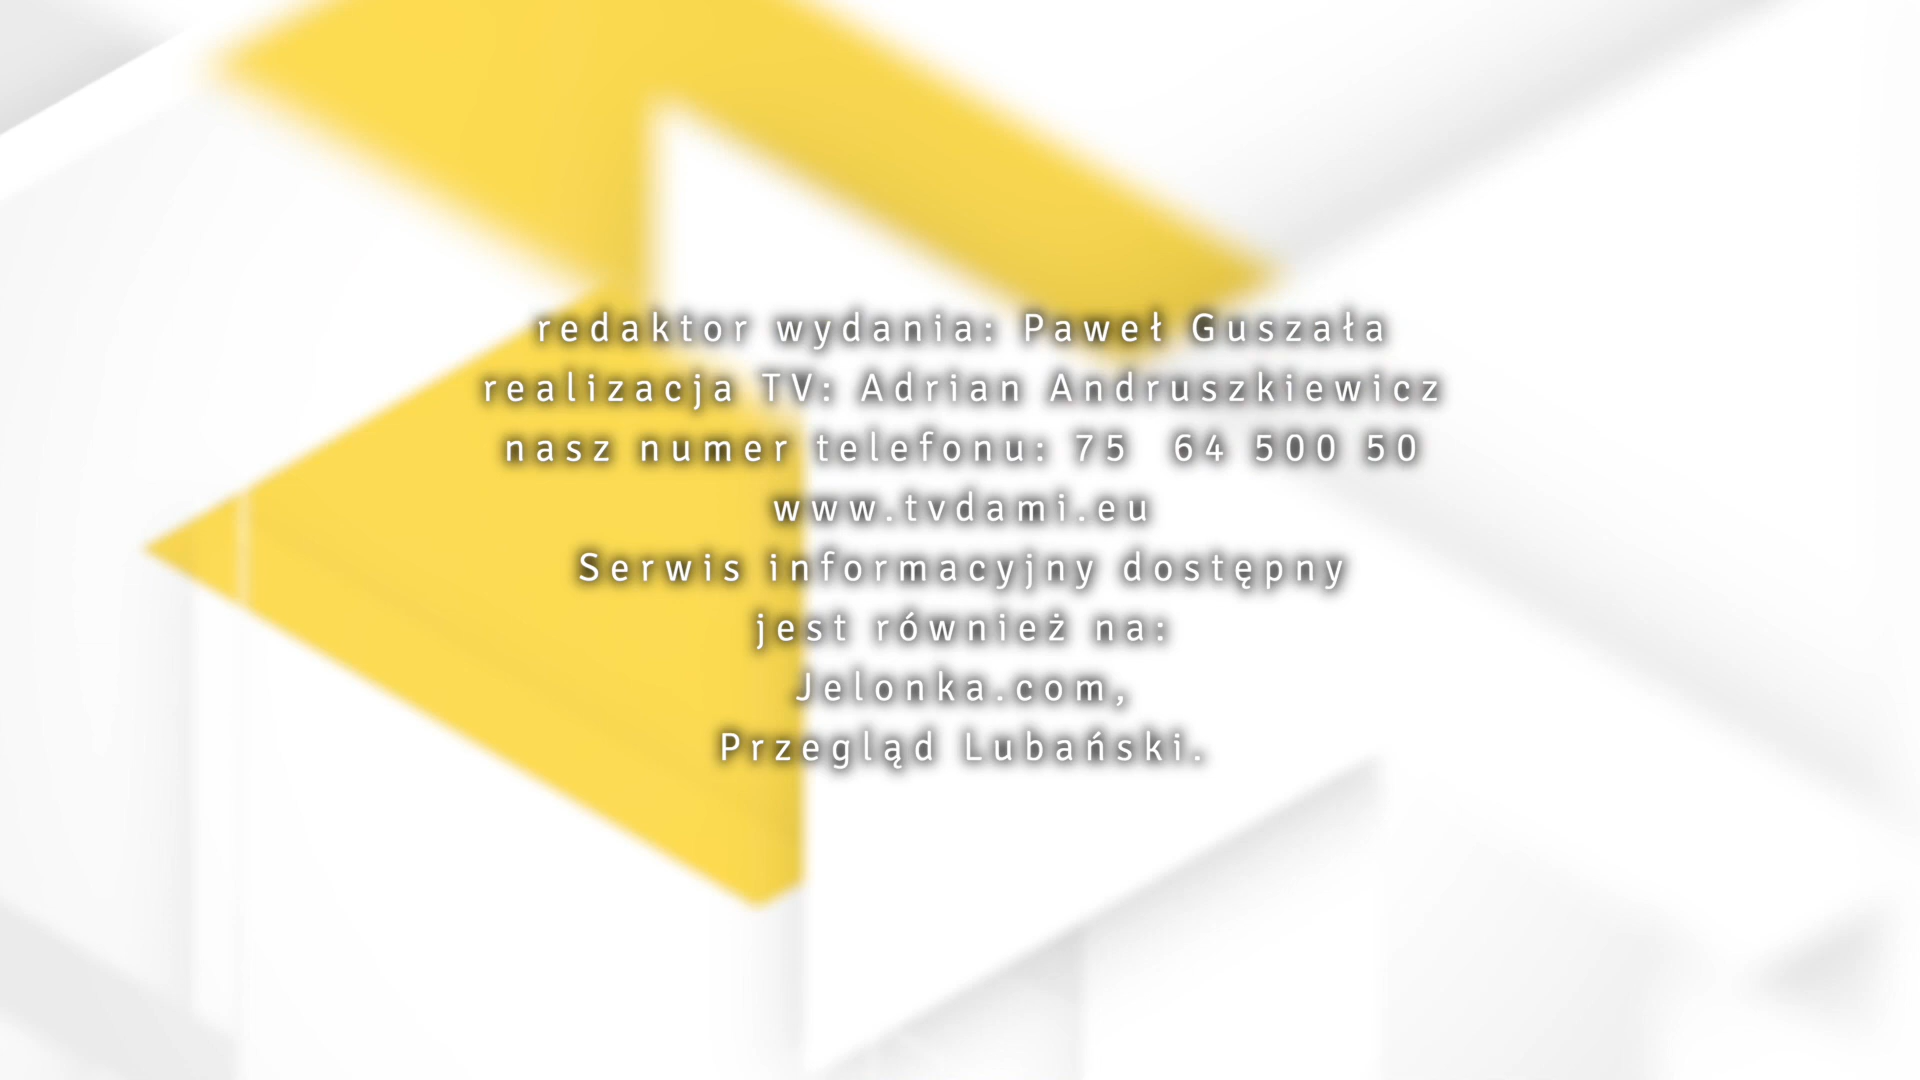 redaktor wydania: Paweł Guszała
realizacja TV: Adrian Andruszkiewicz
nasz numer telefonu: 75  64 500 50
www.tvdami.eu
Serwis informacyjny dostępny
jest również na:
Jelonka.com,
Przegląd Lubański.